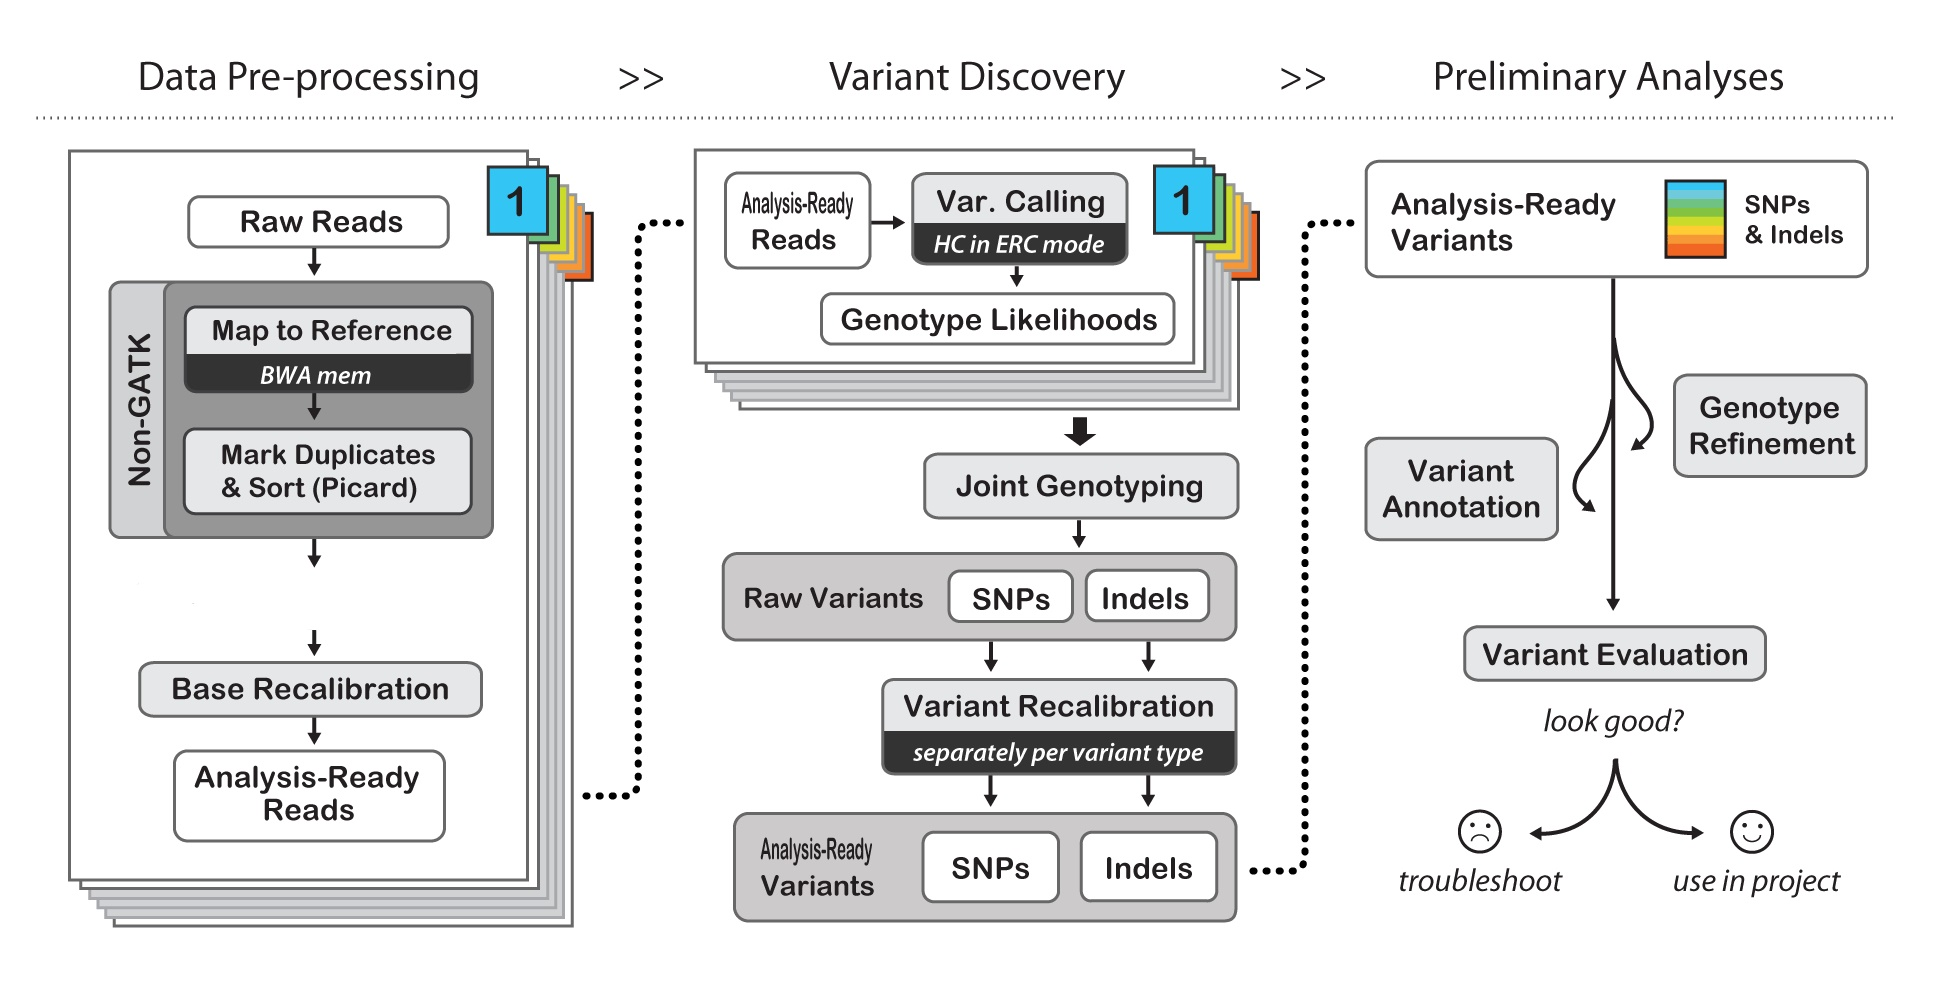 Data Pre-processing >> Variant Discovery >> Preliminary Analyses
1
Raw Reads
Non-GATK
Map to Reference
BWA mem
Mark Duplicates
& Sort (Picard)
Base Recalibration
Analysis-Ready
Reads
1
Analysis-Ready
Reads
Var. Calling
HC in ERC mode
Genotype Likelihoods
Joint Genotyping
Raw Variants
SNPs
Indels
Variant Recalibration
separately per variant type
Analysis-Ready
Variants
SNPs
Indels
Analysis-Ready
Variants
SNPs
& Indels
Genotype
Refinement
Variant
Annotation
Variant Evaluation
look good?
troubleshoot
use in project